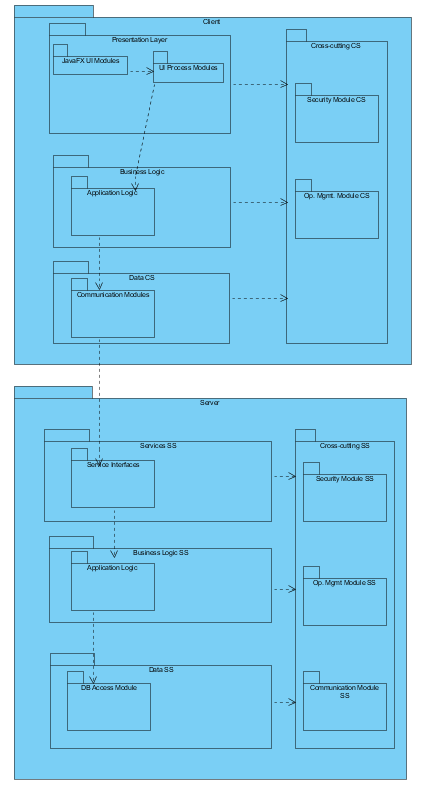 Client
Presentation Layer
JavaFX UI Modules
UI Process Modules
Cross-cutting CS
Security Module CS
Business Logic
Application Logic
Op. Mgmt. Module CS
Data CS
Communication Modules
Server
Services SS
Service Interfaces
Cross-cutting SS
Security Module SS
Business Logic SS
Application Logic
Op. Mgmt Module SS
Data SS
DB Access Module
Communication Module
SS